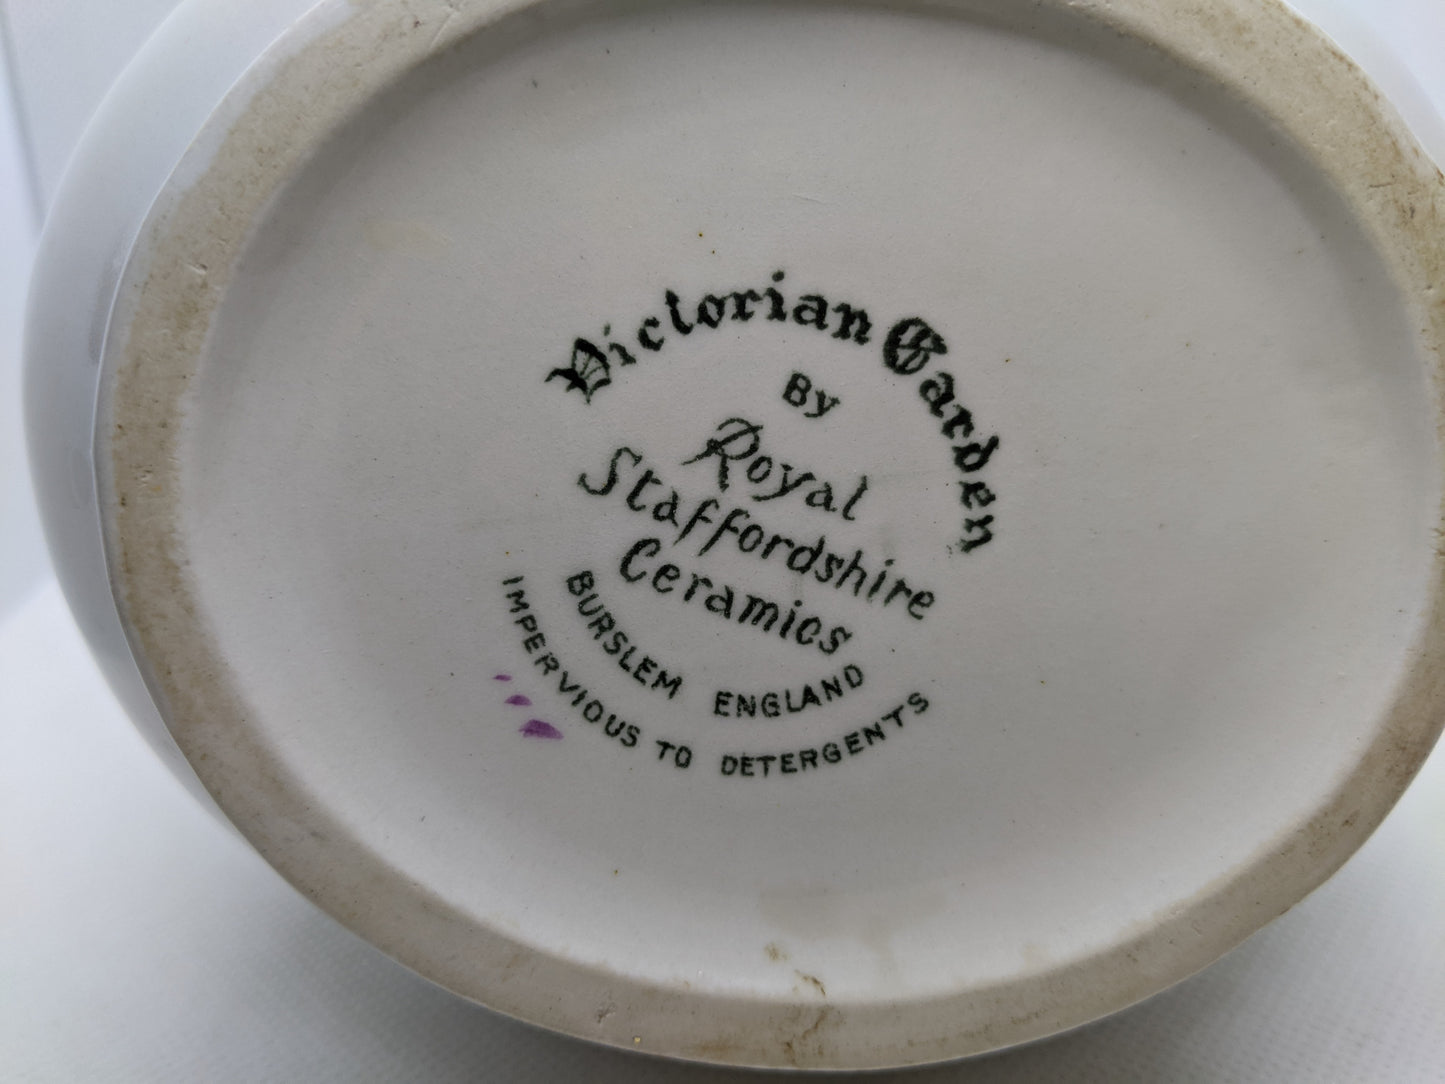 Victorian Garden
By
Royal
Staffordshire
Ceramics
BURSLEM ENGLAND
IMPERVIOUS TO DETERGENTS